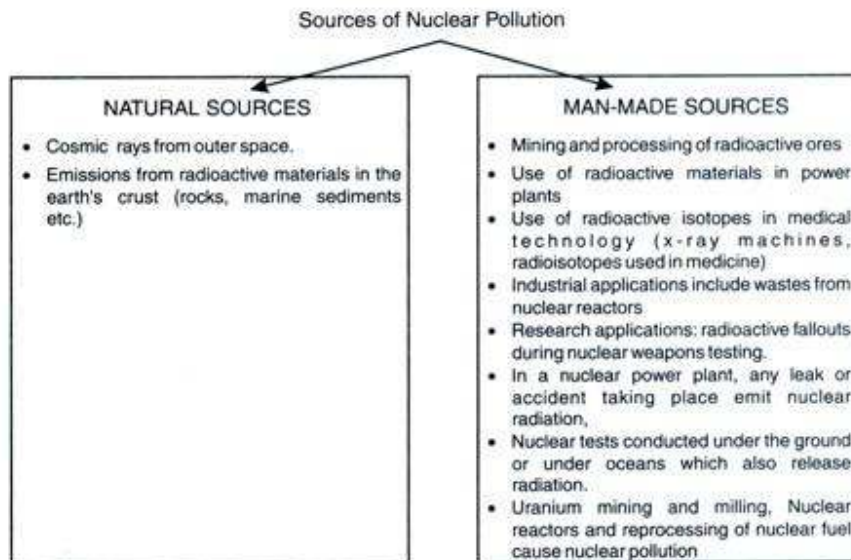 Sources of Nuclear Pollution
NATURAL SOURCES
• Cosmic rays from outer space.
• Emissions from radioactive materials in the
earth's crust (rocks, marine sediments
etc.)
MAN-MADE SOURCES
• Mining and processing of radioactive ores
• Use of radioactive materials in power
plants
• Use of radioactive isotopes in medical
technology (x-ray machines,
radioisotopes used in medicine)
• Industrial applications include wastes from
nuclear reactors
• Research applications: radioactive fallouts
during nuclear weapons testing.
• In a nuclear power plant, any leak or
accident taking place emit nuclear
radiation,
• Nuclear tests conducted under the ground
or under oceans which also release
radiation.
• Uranium mining and milling, Nuclear
reactors and reprocessing of nuclear fuel
cause nuclear pollution